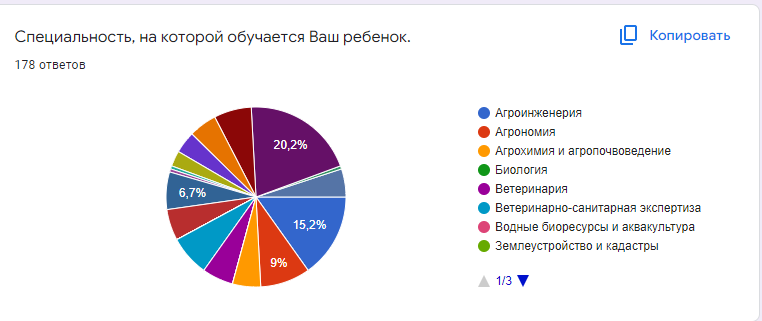 Специальность, на которой обучается Ваш ребенок.
Копировать
178 ответов
20,2%
6,7%
15,2%
9%
Агроинженерия
Агрономия
Агрохимия и агропочвоведение
Биология
Ветеринария
Ветеринарно-санитарная экспертиза
Водные биоресурсы и аквакультура
Землеустройство и кадастры
1/3